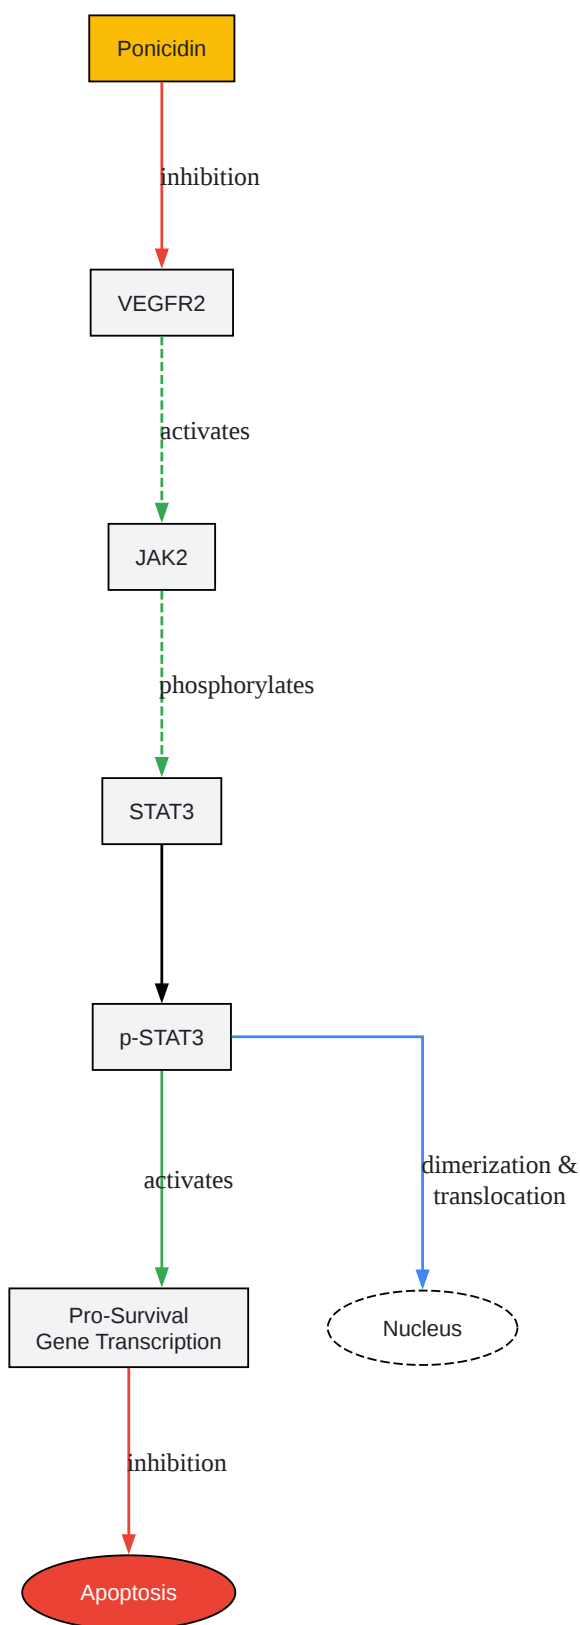 Ponicidin
inhibition
VEGFR2
activates
JAK2
phosphorylates
STAT3
p-STAT3
dimerization &
translocation
activates
Pro-Survival
Gene Transcription
Nucleus
inhibition
Apoptosis